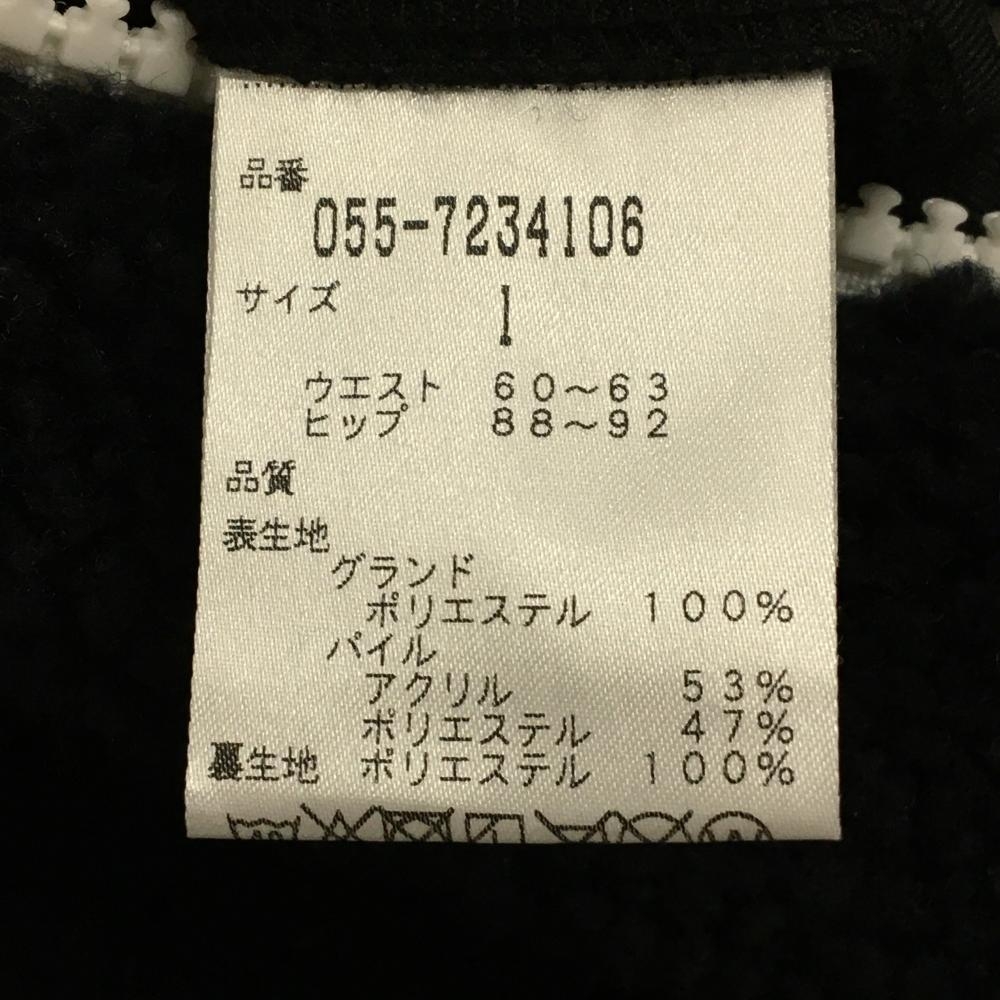 品番
055-7234106
サイズ 1
ウエスト 60～63
ヒップ 88～92
品質
表生地
グランド
ポリエステル 100%
パイル
アクリル 53%
ポリエステル 47%
裏生地 ポリエステル 100%